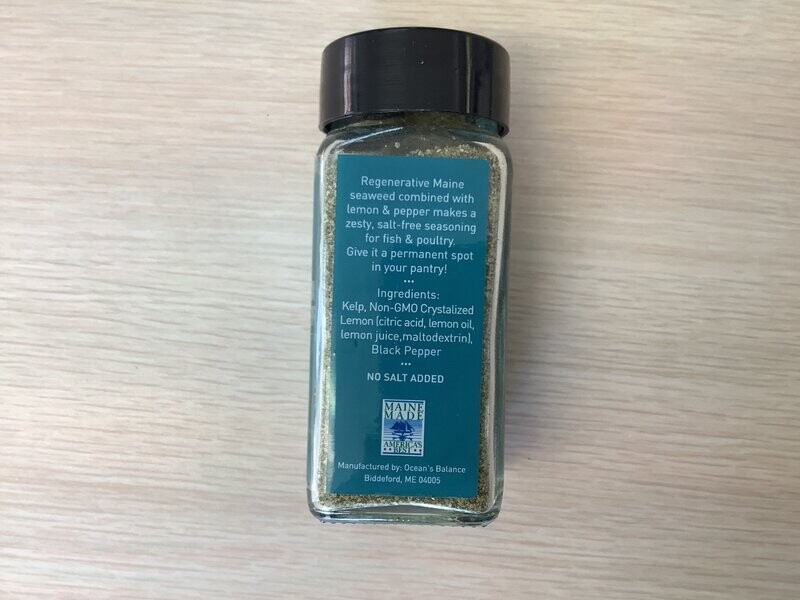 Regenerative Maine
seaweed combined with
lemon & pepper makes a
zesty, salt-free seasoning
for fish & poultry.
Give it a permanent spot
in your pantry!
•••
Ingredients:
Kelp, Non-GMO Crystalized
Lemon (citric acid, lemon oil,
lemon juice,maltodextrin),
Black Pepper
•••
NO SALT ADDED
MAINE
MADE
AMERICA'S
BEST
Manufactured by: Ocean's Balance
Biddeford, ME 04005